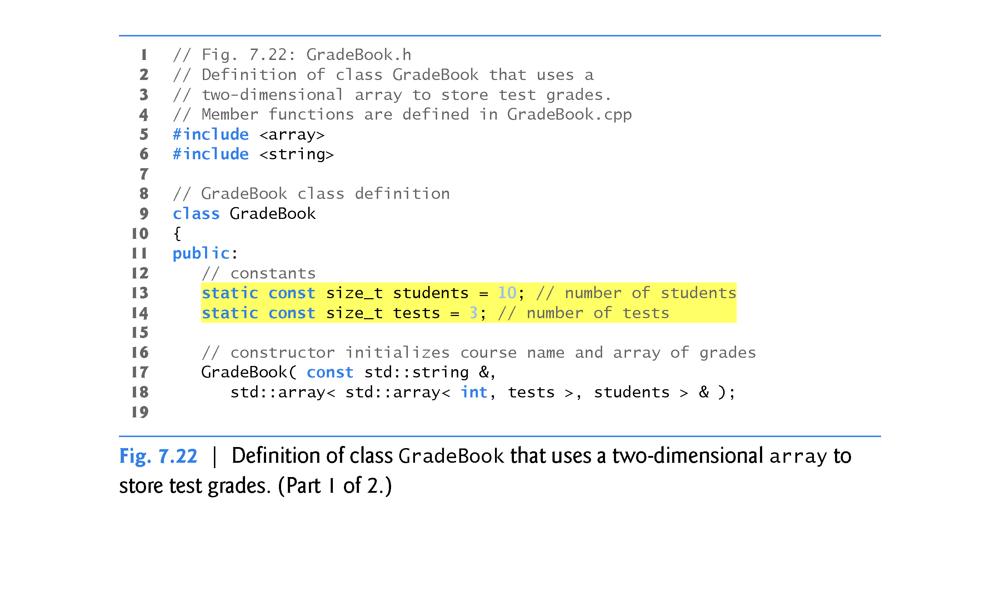 1 // Fig. 7.22: GradeBook.h
2 // Definition of class GradeBook that uses a
3 // two-dimensional array to store test grades.
4 // Member functions are defined in GradeBook.cpp
5 #include <array>
6 #include <string>
7
8 // GradeBook class definition
9 class GradeBook
10 {
11 public:
12 // constants
13 static const size_t students = 10; // number of students
14 static const size_t tests = 3; // number of tests
15
16 // constructor initializes course name and array of grades
17 GradeBook( const std::string &,
18 std::array< std::array< int, tests >, students > & );
19
Fig. 7.22 | Definition of class GradeBook that uses a two-dimensional array to
store test grades. (Part 1 of 2.)